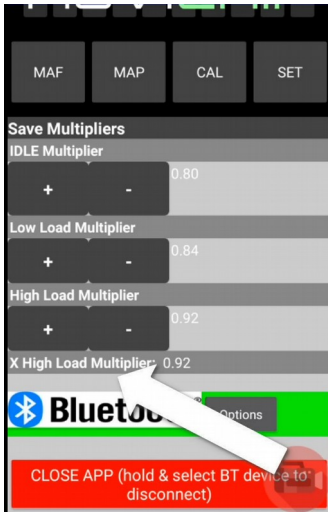 MAF MAP CAL SET
Save Multipliers
IDLE Multiplier
+ - 0.80
Low Load Multiplier
+ - 0.84
High Load Multiplier
+ - 0.92
X High Load Multiplier: 0.92
Options
CLOSE APP (hold & select BT device to
disconnect)